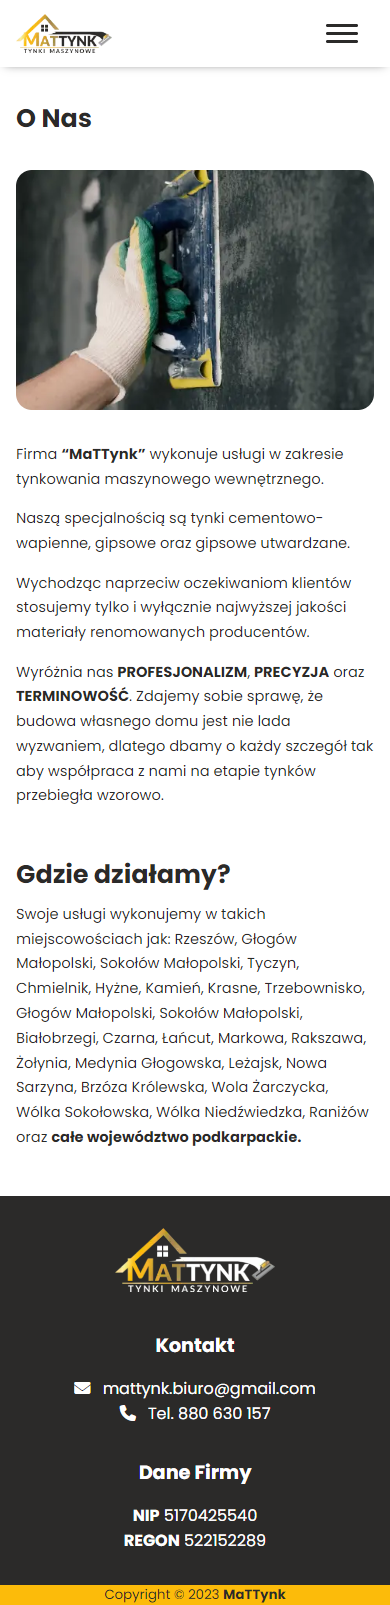 MATTYNK
TYNKI MASZYNOWE
O Nas
Firma “MaTTynk” wykonuje usługi w zakresie
tynkowania maszynowego wewnętrznego.
Naszą specjalnością są tynki cementowo-
wapienne, gipsowe oraz gipsowe utwardzane.
Wychodząc naprzeciw oczekiwaniom klientów
stosujemy tylko i wyłącznie najwyższej jakości
materiały renomowanych producentów.
Wyróżnia nas PROFESJONALIZM, PRECYZJA oraz
TERMINOWOŚĆ. Zdajemy sobie sprawę, że
budowa własnego domu jest nie lada
wyzwaniem, dlatego dbamy o każdy szczegół tak
aby współpraca z nami na etapie tynków
przebiegła wzorowo.
Gdzie działamy?
Swoje usługi wykonujemy w takich
miejscowościach jak: Rzeszów, Głogów
Małopolski, Sokołów Małopolski, Tyczyn,
Chmielnik, Hyżne, Kamień, Krasne, Trzebownisko,
Głogów Małopolski, Sokołów Małopolski,
Białobrzegi, Czarna, Łańcut, Markowa, Rakszawa,
Żołynia, Medynia Głogowska, Leżajsk, Nowa
Sarzyna, Brzóza Królewska, Wola Żarczycka,
Wólka Sokołowska, Wólka Niedźwiedzka, Raniżów
oraz całe województwo podkarpackie.
MATTYNK
TYNKI MASZYNOWE
Kontakt
mattynk.biuro@gmail.com
Tel. 880 630 157
Dane Firmy
NIP 5170425540
REGON 522152289
Copyright © 2023 MaTTynk